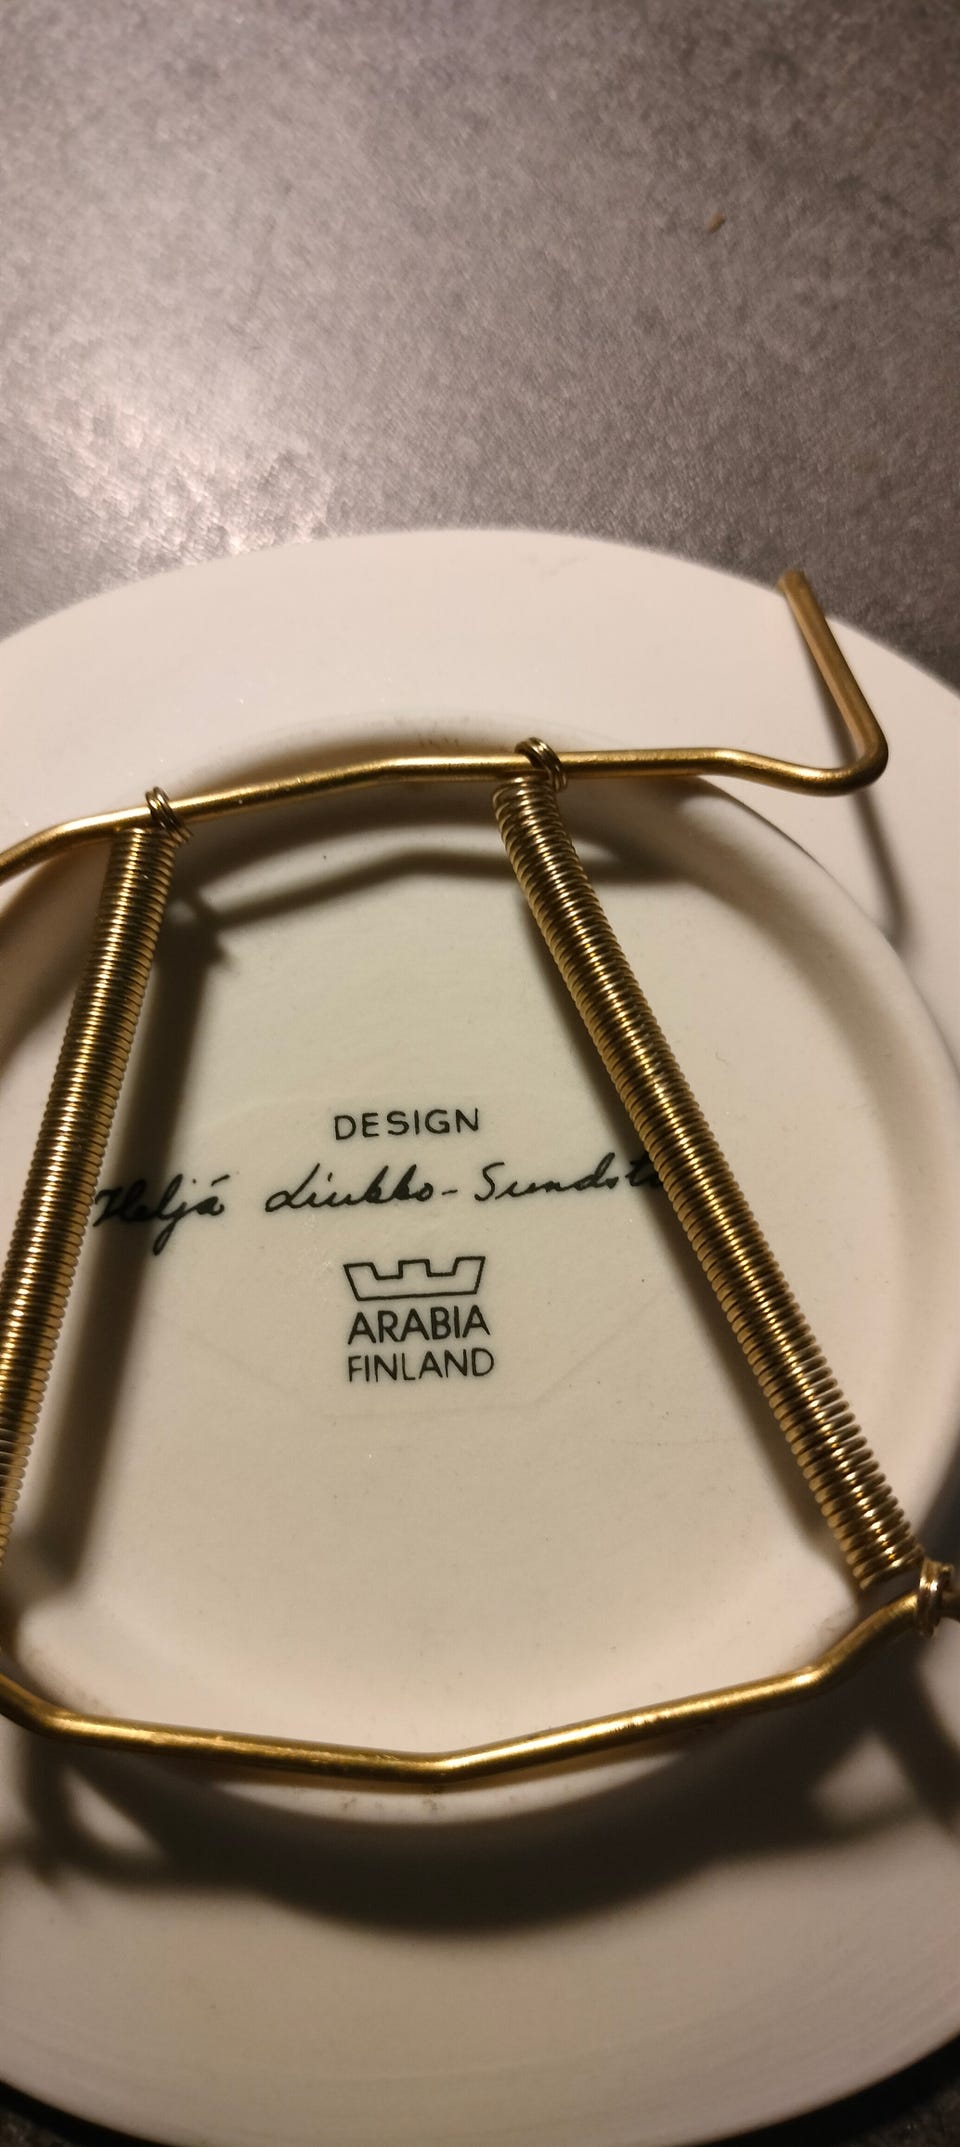 DESIGN
Heljä Liukko-Sundst
ARABIA
FINLAND